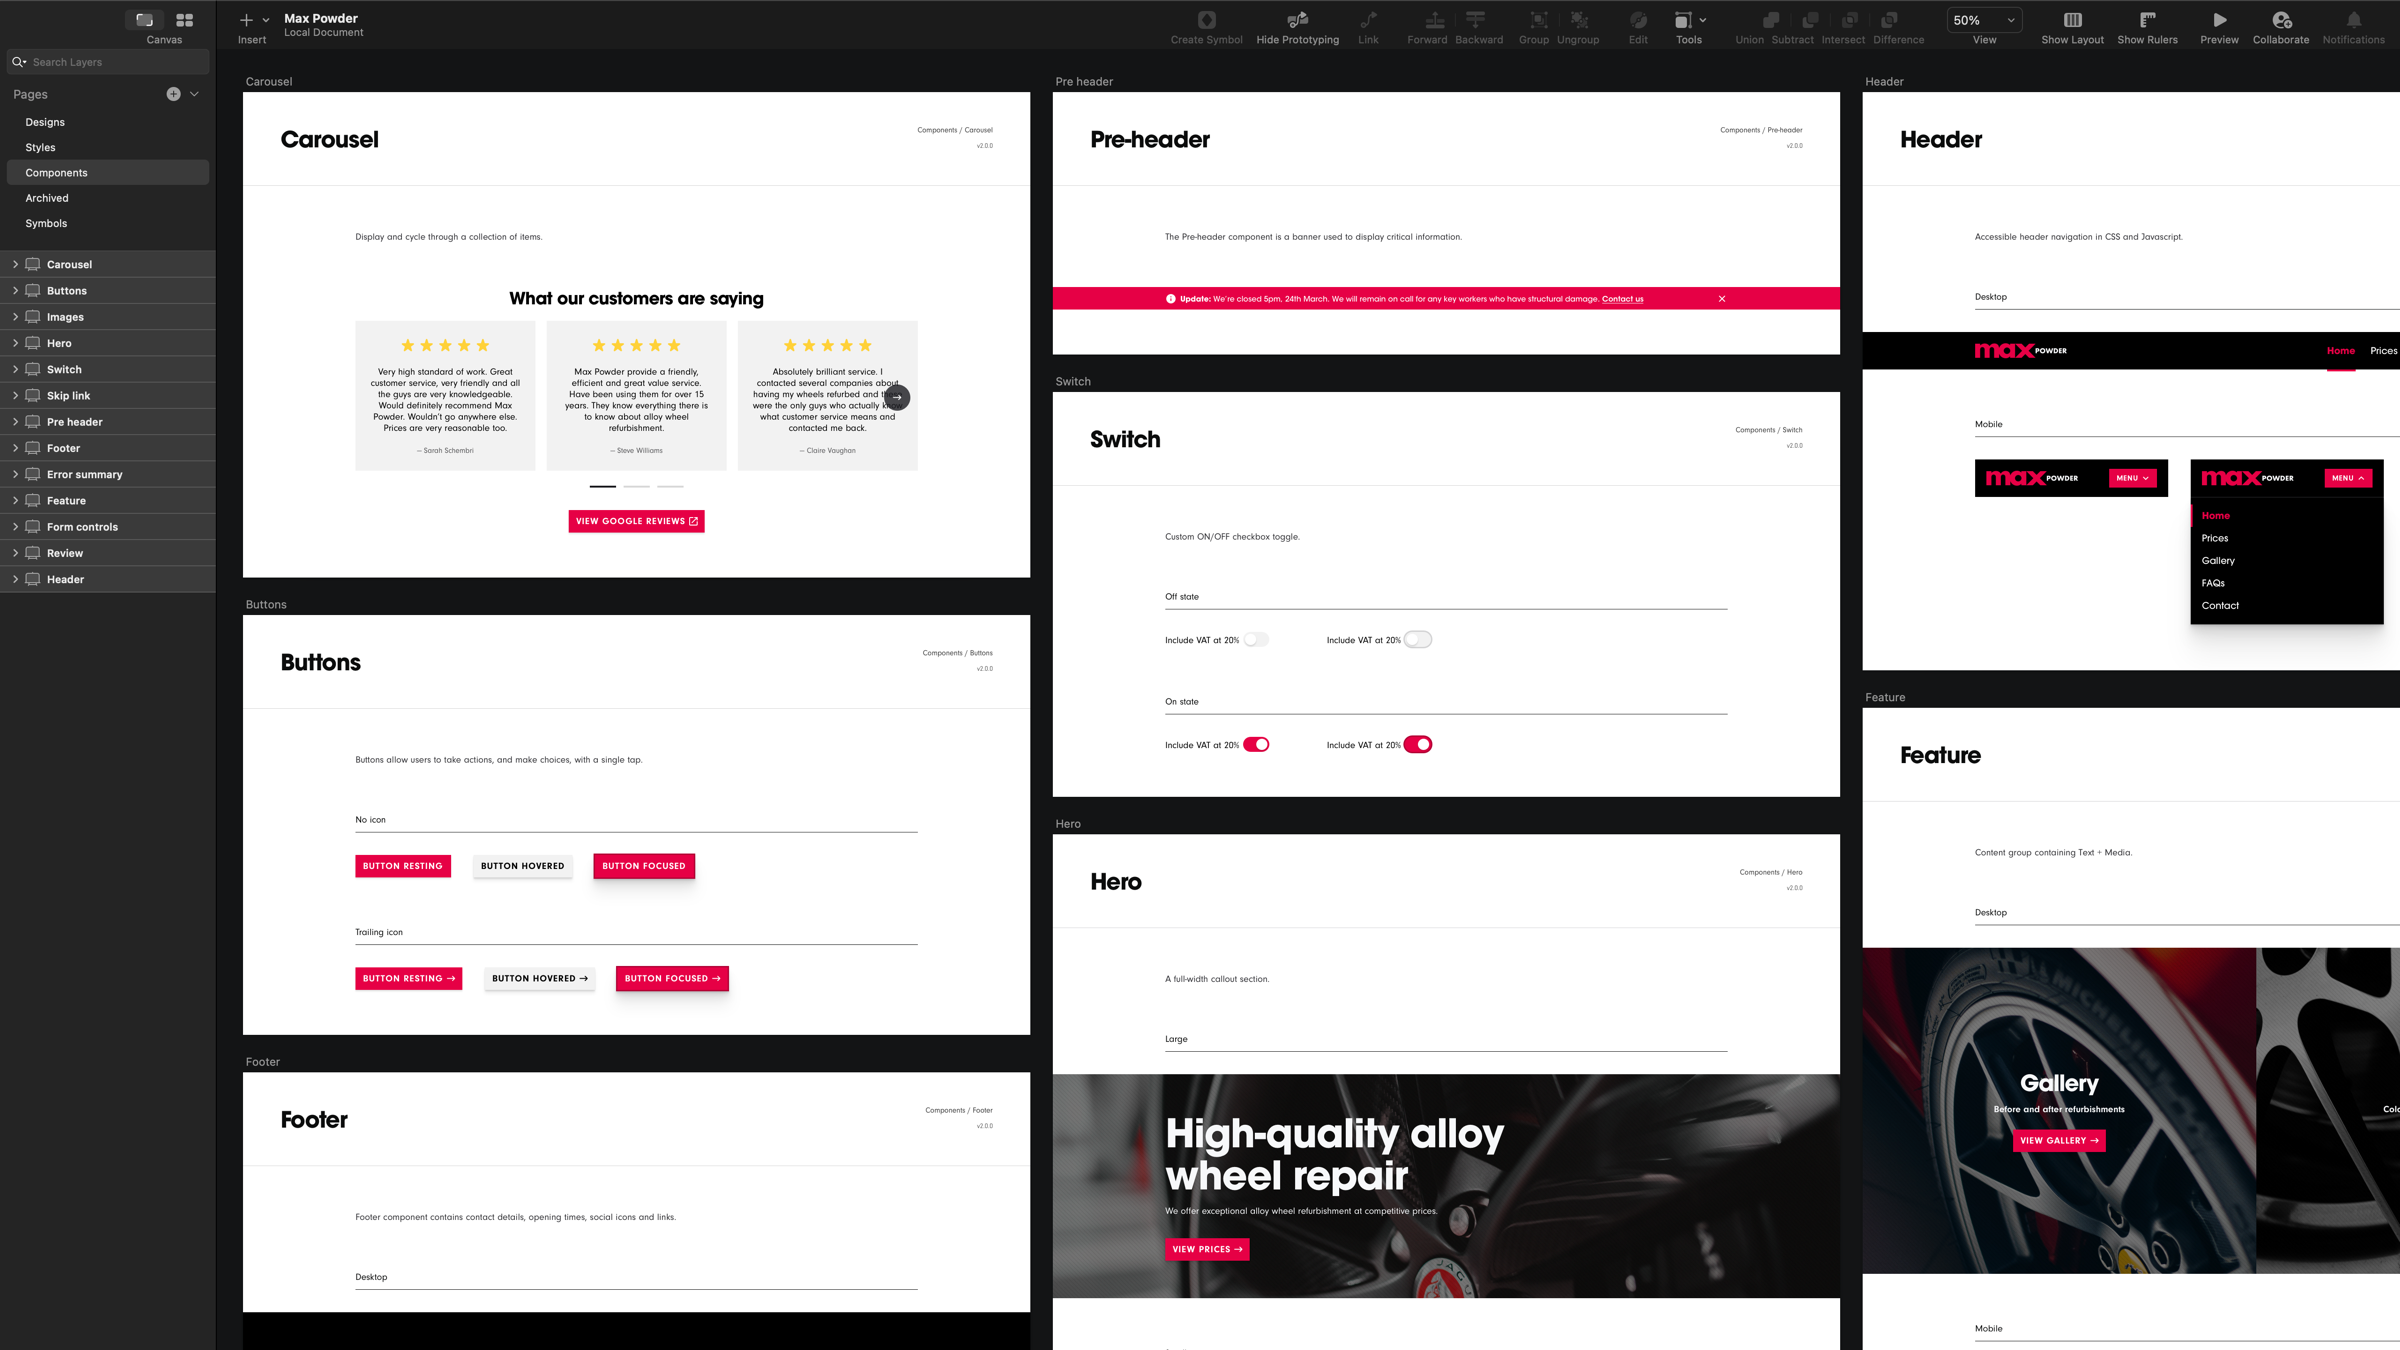 Canvas
Insert
Max Powder
Local Document
Create Symbol
Hide Prototyping
Link
Forward
Backward
Group
Ungroup
Edit
Tools
Union
Subtract
Intersect
Difference
50%
View
Show Layout
Show Rulers
Preview
Collaborate
Notifications
Search Layers
Pages
Designs
Styles
Components
Archived
Symbols
Carousel
Buttons
Images
Hero
Switch
Skip link
Pre header
Footer
Error summary
Feature
Form controls
Review
Header
Carousel
Carousel
Components / Carousel
v2.0.0
Display and cycle through a collection of items.
What our customers are saying
Very high standard of work. Great
customer service, very friendly and all
the guys are very knowledgeable.
Would definitely recommend Max
Powder. Wouldn't go anywhere else.
Prices are very reasonable too.
— Sarah Schembri
Max Powder provide a friendly,
efficient and great value service.
Have been using them for over 15
years. They know everything there is
to know about alloy wheel
refurbishment.
— Steve Williams
Absolutely brilliant service. I
contacted several companies about
having my wheels refurbed and
were the only guys who actually
what customer service means and
contacted me back.
— Claire Vaughan
VIEW GOOGLE REVIEWS
Buttons
Buttons
Components / Buttons
v2.0.0
Buttons allow users to take actions, and make choices, with a single tap.
No icon
BUTTON RESTING
BUTTON HOVERED
BUTTON FOCUSED
Trailing icon
BUTTON RESTING →
BUTTON HOVERED →
BUTTON FOCUSED →
Footer
Footer
Components / Footer
v2.0.0
Footer component contains contact details, opening times, social icons and links.
Desktop
Pre header
Pre-header
Components / Pre-header
v2.0.0
The Pre-header component is a banner used to display critical information.
Update: We're closed 5pm, 24th March. We will remain on call for any key workers who have structural damage. Contact us
Switch
Switch
Components / Switch
v2.0.0
Custom ON/OFF checkbox toggle.
Off state
Include VAT at 20%
Include VAT at 20%
On state
Include VAT at 20%
Include VAT at 20%
Hero
Hero
Components / Hero
v2.0.0
A full-width callout section.
Large
High-quality alloy
wheel repair
We offer exceptional alloy wheel refurbishment at competitive prices.
VIEW PRICES →
Header
Header
Accessible header navigation in CSS and Javascript.
Desktop
max POWDER
Home
Prices
Mobile
max POWDER
MENU
max POWDER
MENU
Home
Prices
Gallery
FAQs
Contact
Feature
Feature
Content group containing Text + Media.
Desktop
MICHELIN
Gallery
Before and after refurbishments
VIEW GALLERY →
Mobile